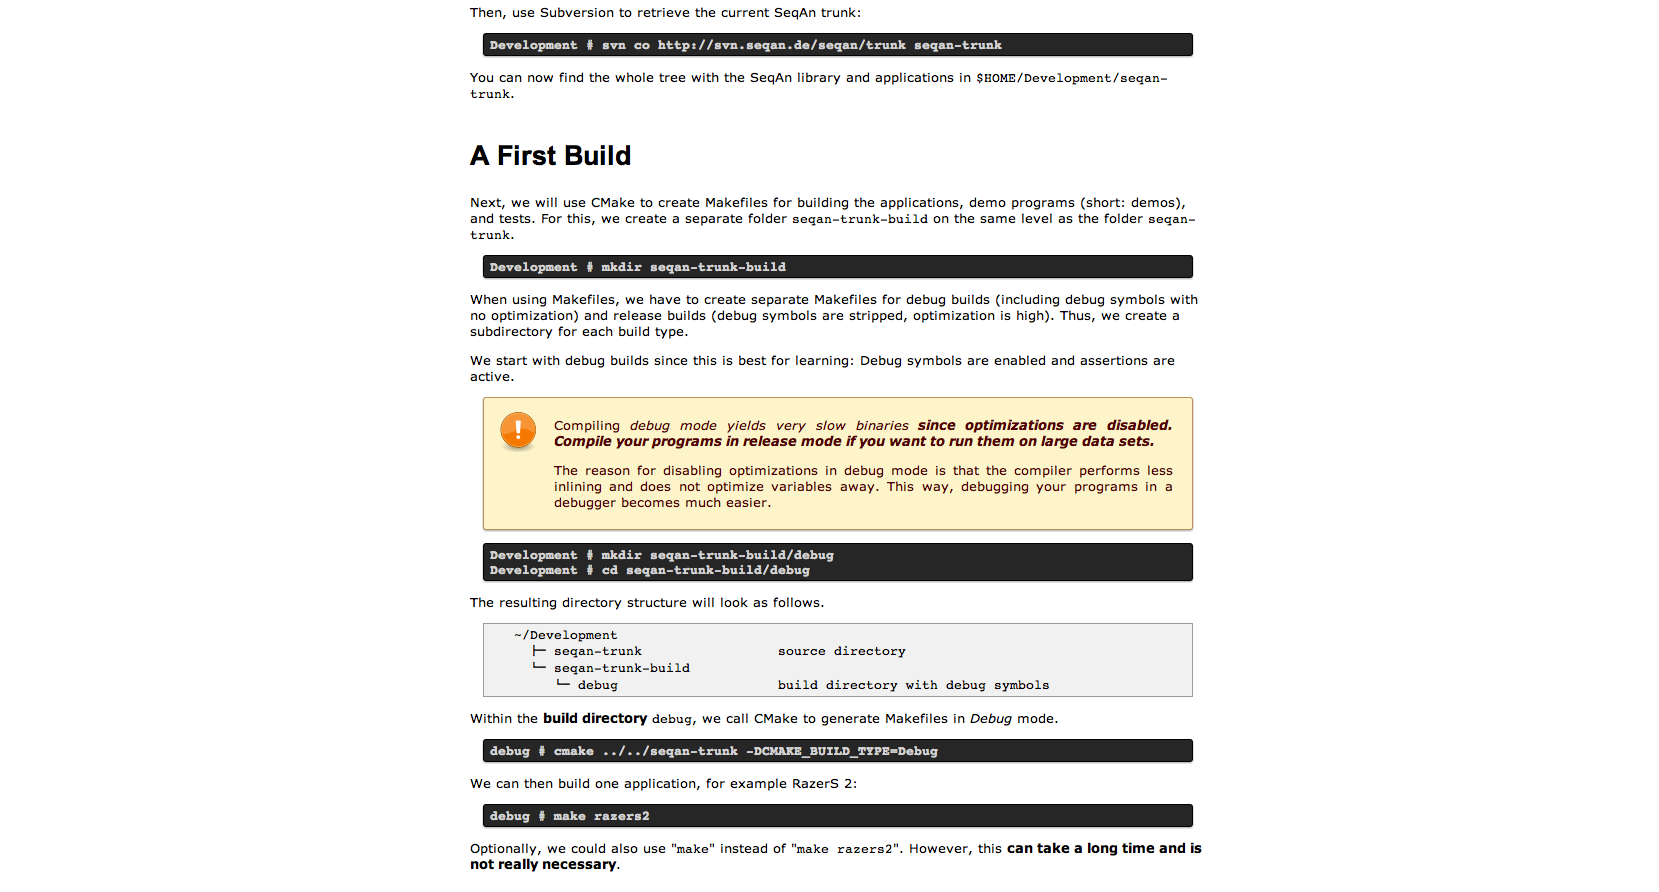 Then, use Subversion to retrieve the current SeqAn trunk:
Development # svn co http://svn.seqan.de/seqan/trunk seqan-trunk
You can now find the whole tree with the SeqAn library and applications in $HOME/Development/seqan-
trunk.
A First Build
Next, we will use CMake to create Makefiles for building the applications, demo programs (short: demos),
and tests. For this, we create a separate folder seqan-trunk-build on the same level as the folder seqan-
trunk.
Development # mkdir seqan-trunk-build
When using Makefiles, we have to create separate Makefiles for debug builds (including debug symbols with
no optimization) and release builds (debug symbols are stripped, optimization is high). Thus, we create a
subdirectory for each build type.
We start with debug builds since this is best for learning: Debug symbols are enabled and assertions are
active.
Compiling debug mode yields very slow binaries since optimizations are disabled.
Compile your programs in release mode if you want to run them on large data sets.
The reason for disabling optimizations in debug mode is that the compiler performs less
inlining and does not optimize variables away. This way, debugging your programs in a
debugger becomes much easier.
Development # mkdir seqan-trunk-build/debug
Development # cd seqan-trunk-build/debug
The resulting directory structure will look as follows.
~/Development
├─ seqan-trunk source directory
└─ seqan-trunk-build
└─ debug build directory with debug symbols
Within the build directory debug, we call CMake to generate Makefiles in Debug mode.
debug # cmake ../../seqan-trunk -DCMAKE_BUILD_TYPE=Debug
We can then build one application, for example RazerS 2:
debug # make razers2
Optionally, we could also use "make" instead of "make razers2". However, this can take a long time and is
not really necessary.